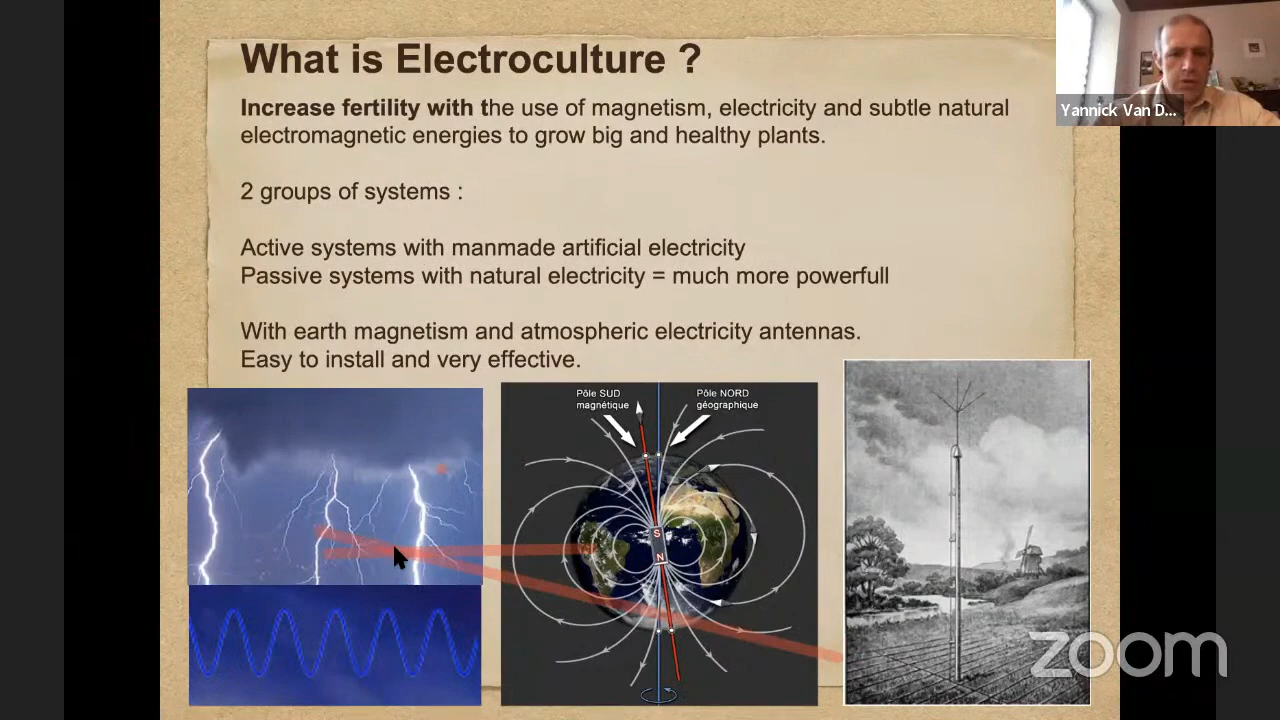 What is Electroculture ?
Increase fertility with the use of magnetism, electricity and subtle natural
electromagnetic energies to grow big and healthy plants.
2 groups of systems :
Active systems with manmade artificial electricity
Passive systems with natural electricity = much more powerfull
With earth magnetism and atmospheric electricity antennas.
Easy to install and very effective.
Pôle SUD
magnétique
Pôle NORD
géographique
S
N
Yannick Van D...
zoom